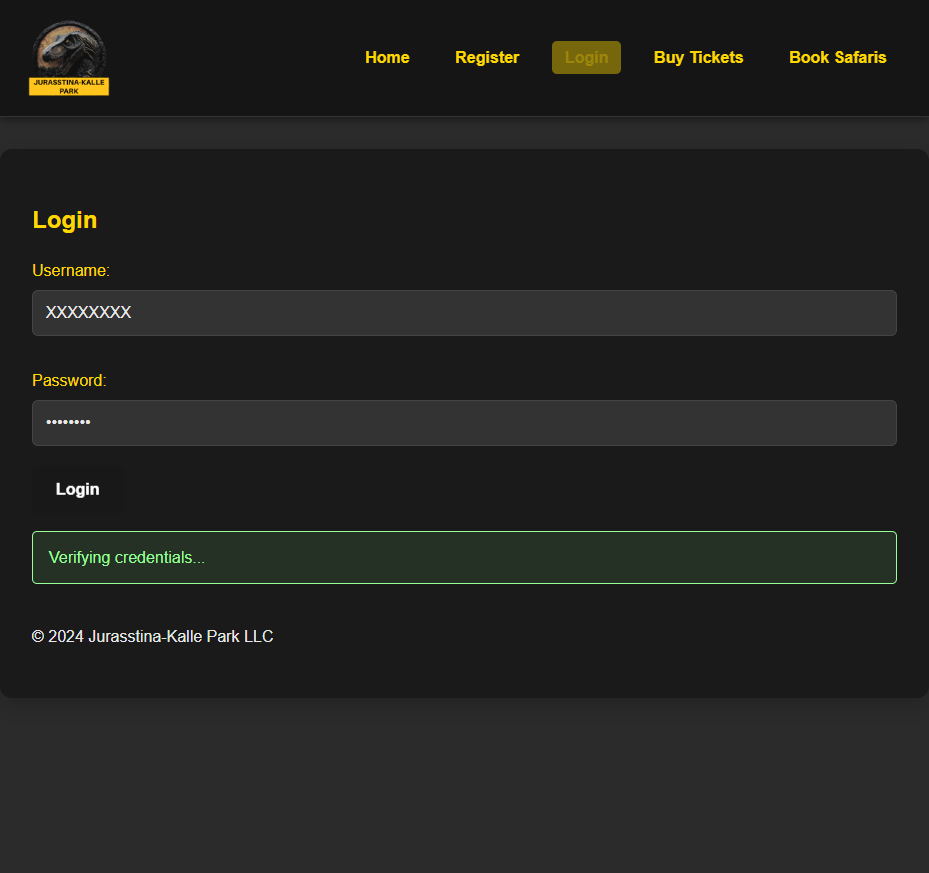 JURASSTINA-KALLE
PARK
Home
Register
Login
Buy Tickets
Book Safaris
Login
Username:
XXXXXXXX
Password:
••••••••
Login
Verifying credentials...
© 2024 Jurasstina-Kalle Park LLC